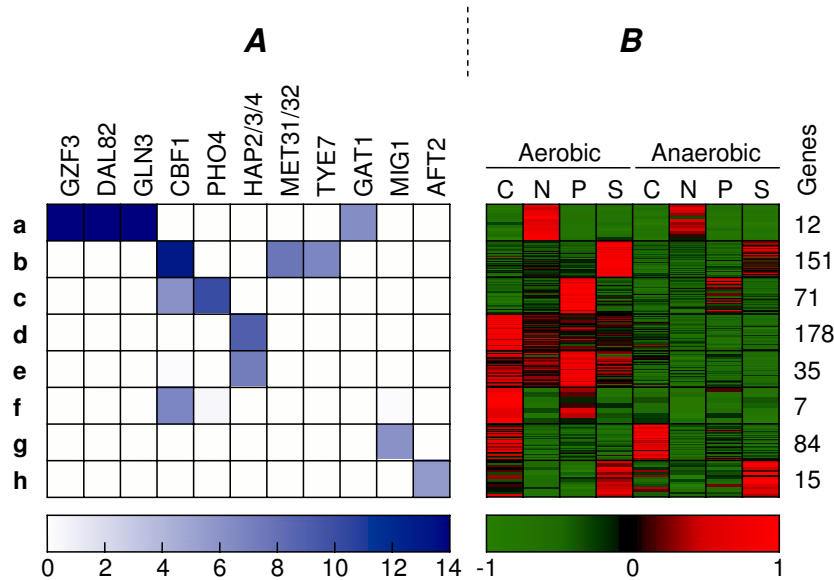 A B
GZF3 DAL82 GLN3 CBF1 PHO4 HAP2/3/4 MET31/32 TYE7 GAT1 MIG1 AFT2
Aerobic Anaerobic Genes
C N P S C N P S
a 12
b 151
c 71
d 178
e 35
f 7
g 84
h 15
0 2 4 6 8 10 12 14 -1 0 1